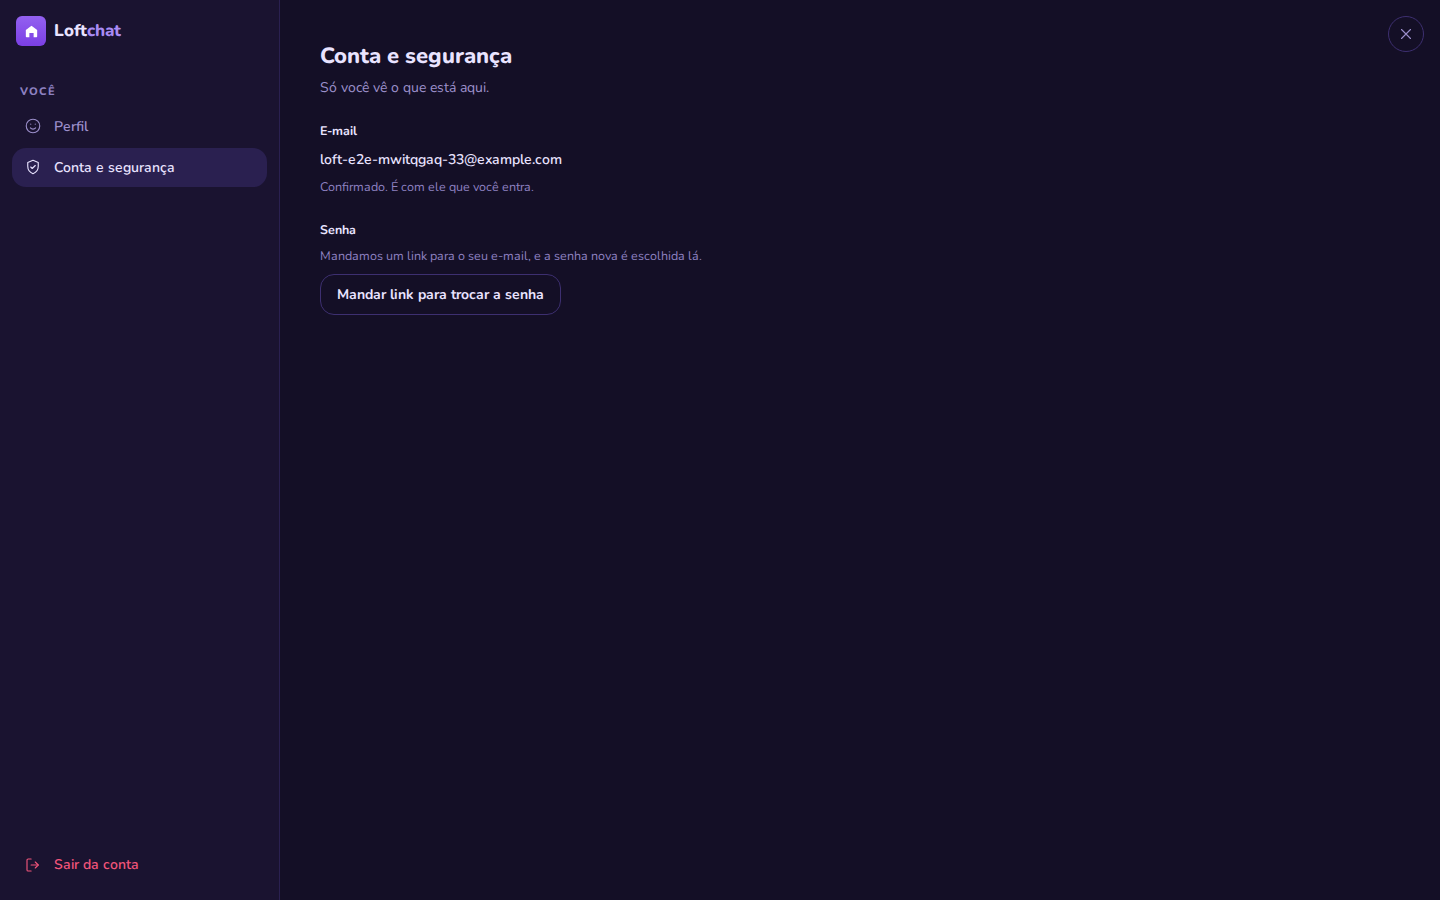 Loftchat
VOCÊ
Perfil
Conta e segurança
Sair da conta
Conta e segurança
Só você vê o que está aqui.
E-mail
loft-e2e-mwitqgaq-33@example.com
Confirmado. É com ele que você entra.
Senha
Mandamos um link para o seu e-mail, e a senha nova é escolhida lá.
Mandar link para trocar a senha